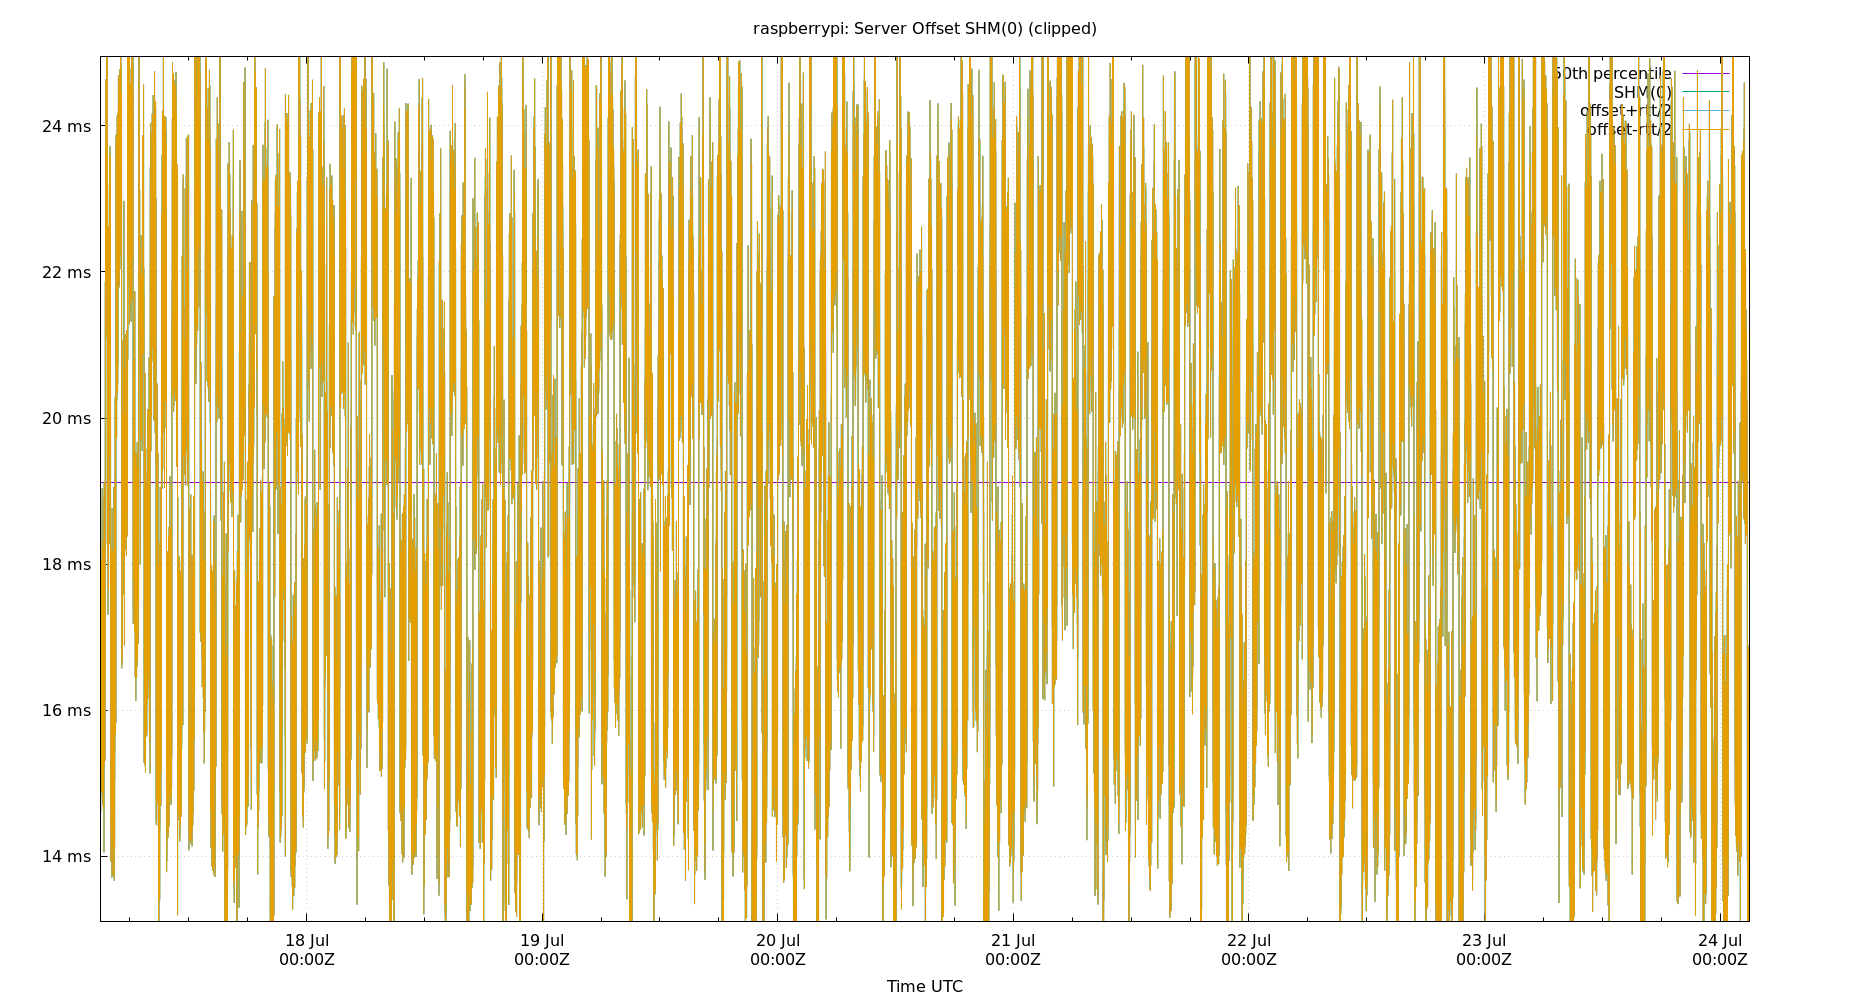 raspberrypi: Server Offset SHM(0) (clipped)
50th percentile
SHM(0)
offset+rtt/2
offset-rtt/2
24 ms
22 ms
20 ms
18 ms
16 ms
14 ms
18 Jul 19 Jul 20 Jul 21 Jul 22 Jul 23 Jul 24 Jul
00:00Z 00:00Z 00:00Z 00:00Z 00:00Z 00:00Z 00:00Z
Time UTC